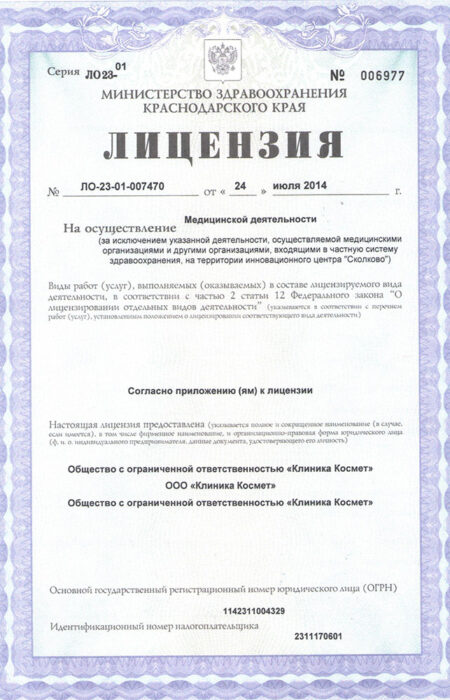 Серия ЛО23-01 № 006977
МИНИСТЕРСТВО ЗДРАВООХРАНЕНИЯ
КРАСНОДАРСКОГО КРАЯ
ЛИЦЕНЗИЯ
№ ЛО-23-01-007470 от « 24 » июля 2014 г.
На осуществление Медицинской деятельности
(за исключением указанной деятельности, осуществляемой медицинскими
организациями и другими организациями, входящими в частную систему
здравоохранения, на территории инновационного центра "Сколково")
Виды работ (услуг), выполняемых (оказываемых) в составе лицензируемого вида
деятельности, в соответствии с частью 2 статьи 12 Федерального закона "О
лицензировании отдельных видов деятельности" (указываются в соответствии с перечнем
работ (услуг), установленным положением о лицензировании соответствующего вида деятельности)
Согласно приложению (ям) к лицензии
Настоящая лицензия предоставлена (указывается полное и сокращенное наименование (в случае,
если имеется), в том числе фирменное наименование, и организационно-правовая форма юридического лица
(ф. и. о. индивидуального предпринимателя, данные документа, удостоверяющего его личность)
Общество с ограниченной ответственностью «Клиника Космет»
ООО «Клиника Космет»
Общество с ограниченной ответственностью «Клиника Космет»
Основной государственный регистрационный номер юридического лица (ОГРН)
1142311004329
Идентификационный номер налогоплательщика
2311170601